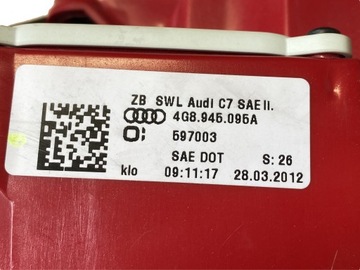 ZB SWL Audi C7 SAE II.
4G8.945.095A
597003
SAE DOT S: 26
klo 09:11:17 28.03.2012